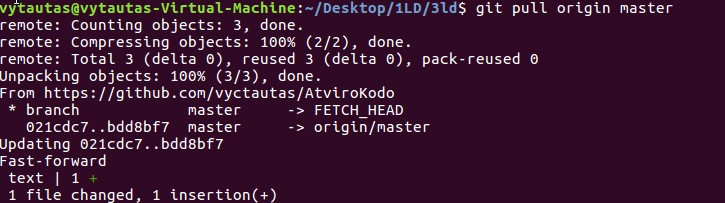 vytautas@vytautas-Virtual-Machine:~/Desktop/1LD/3ld$ git pull origin master
remote: Counting objects: 3, done.
remote: Compressing objects: 100% (2/2), done.
remote: Total 3 (delta 0), reused 3 (delta 0), pack-reused 0
Unpacking objects: 100% (3/3), done.
From https://github.com/vyctautas/AtviroKodo
 * branch            master     -> FETCH_HEAD
   021cdc7..bdd8bf7  master     -> origin/master
Updating 021cdc7..bdd8bf7
Fast-forward
 text | 1 +
 1 file changed, 1 insertion(+)